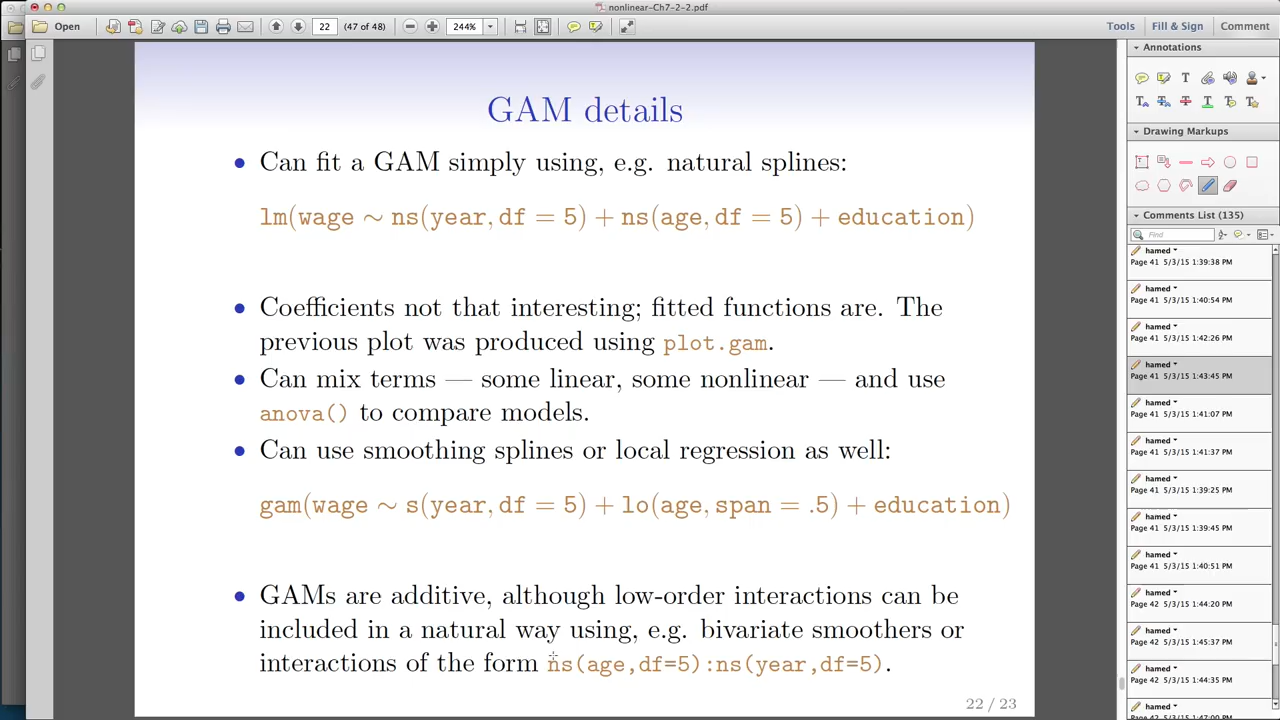 nonlinear-Ch7-2-2.pdf
Open
22
(47 of 48)
244%
Tools
Fill & Sign
Comment
GAM details
• Can fit a GAM simply using, e.g. natural splines:
lm(wage ∼ ns(year, df = 5) + ns(age, df = 5) + education)
• Coefficients not that interesting; fitted functions are. The
previous plot was produced using plot.gam.
• Can mix terms — some linear, some nonlinear — and use
anova() to compare models.
• Can use smoothing splines or local regression as well:
gam(wage ∼ s(year, df = 5) + lo(age, span = .5) + education)
• GAMs are additive, although low-order interactions can be
included in a natural way using, e.g. bivariate smoothers or
interactions of the form ns(age,df=5):ns(year,df=5).
22 / 23
Annotations
Drawing Markups
Comments List (135)
Find
hamed
Page 41 5/3/15 1:39:38 PM
hamed
Page 41 5/3/15 1:40:54 PM
hamed
Page 41 5/3/15 1:42:26 PM
hamed
Page 41 5/3/15 1:43:45 PM
hamed
Page 41 5/3/15 1:41:07 PM
hamed
Page 41 5/3/15 1:41:37 PM
hamed
Page 41 5/3/15 1:39:25 PM
hamed
Page 41 5/3/15 1:39:45 PM
hamed
Page 41 5/3/15 1:40:51 PM
hamed
Page 42 5/3/15 1:44:20 PM
hamed
Page 42 5/3/15 1:45:37 PM
hamed
Page 42 5/3/15 1:44:35 PM
hamed
Page 42 5/3/15 1:47:00 PM